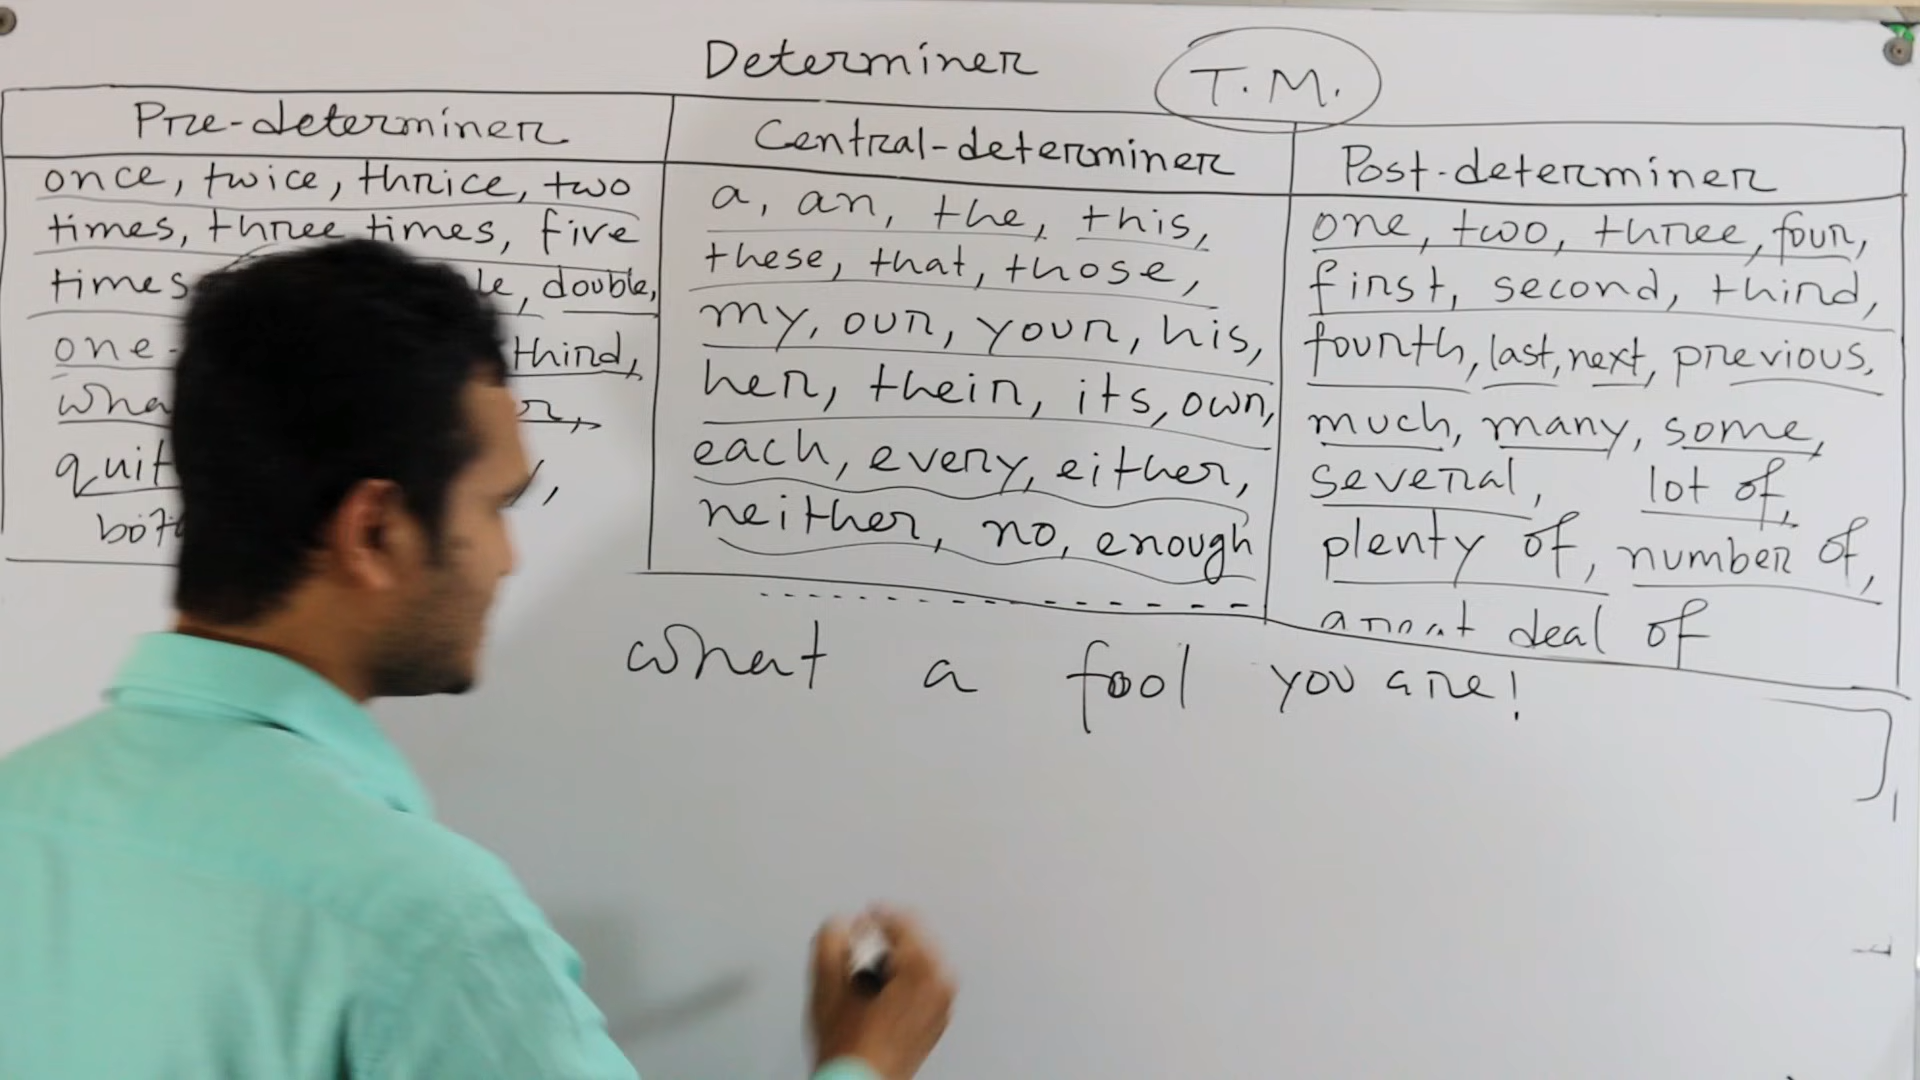 Determiner
T.M.
Pre-determiner
once, twice, thrice, two
times, three times, five
times double,
one- third,
quit
Central-determiner
a, an, the, this,
these, that, those,
my, our, your, his,
her, their, its, own,
each, every, either,
neither, no, enough
Post-determiner
one, two, three, four,
first, second, third,
fourth, last, next, previous,
much, many, some,
several, lot of,
plenty of, number of,
deal of
what a fool you are!